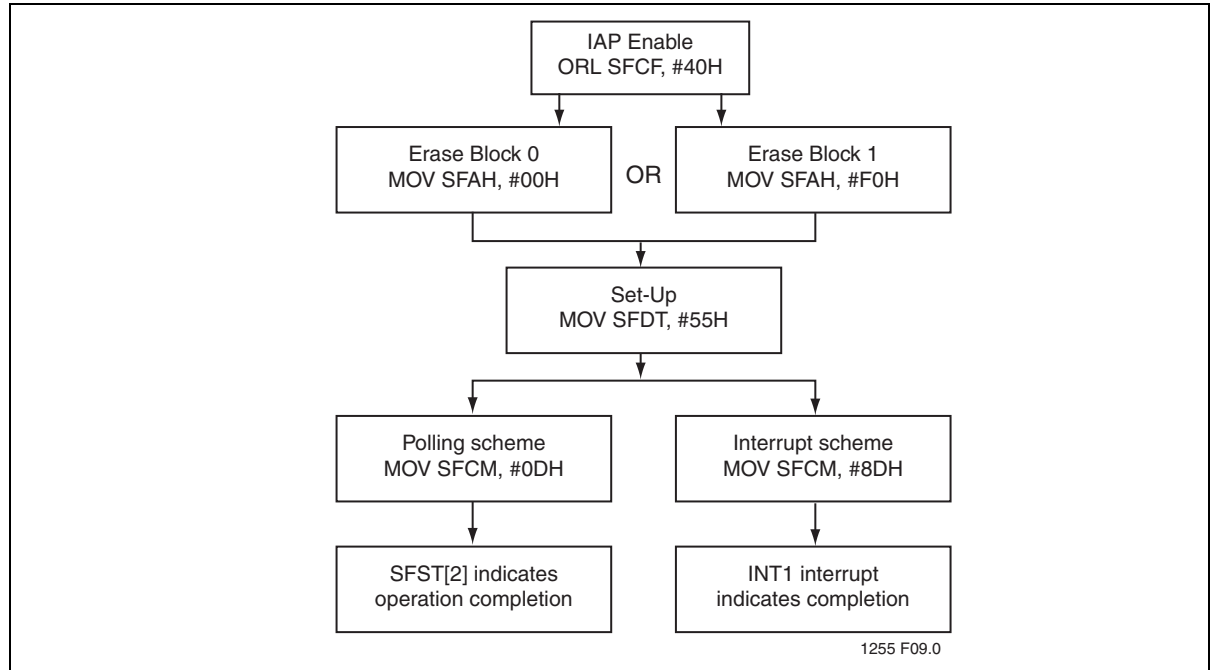 IAP Enable
ORL SFCF, #40H
Erase Block 0
MOV SFAH, #00H
OR
Erase Block 1
MOV SFAH, #F0H
Set-Up
MOV SFDT, #55H
Polling scheme
MOV SFCM, #0DH
Interrupt scheme
MOV SFCM, #8DH
SFST[2] indicates
operation completion
INT1 interrupt
indicates completion
1255 F09.0